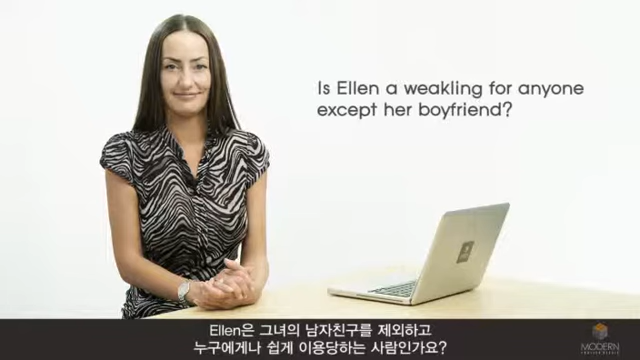 Is Ellen a weakling for anyone
except her boyfriend?
Ellen은 그녀의 남자친구를 제외하고
누구에게나 쉽게 이용당하는 사람인가요?
MODERN